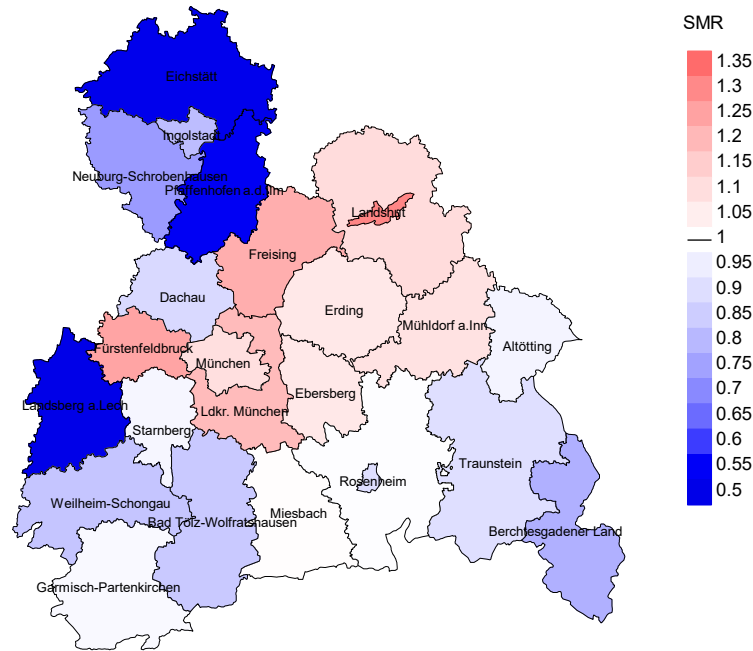 SMR
1.35
1.3
1.25
1.2
1.15
1.1
1.05
1
0.95
0.9
0.85
0.8
0.75
0.7
0.65
0.6
0.55
0.5
Eichstätt
Ingolstadt
Neuburg-Schrobenhausen
Pfaffenhofen a.d.Ilm
Landshut
Freising
Dachau
Erding
Mühldorf a.Inn
Altötting
Fürstenfeldbruck
München
Ebersberg
Landsberg a.Lech
Ldkr. München
Starnberg
Traunstein
Rosenheim
Weilheim-Schongau
Miesbach
Bad Tölz-Wolfratshausen
Berchtesgadener Land
Garmisch-Partenkirchen